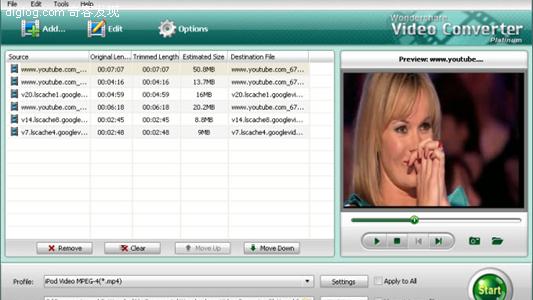 File Edit Tools Help
diglog.com 奇客发现
Add... Edit Options
Wondershare
Video Converter
Platinum
Source Original Len... Trimmed Length Estimated Size Destination File
www.youtube.com_... 00:07:07 00:07:07 50.8MB www.youtube.com_67...
www.youtube.com_... 00:04:16 00:04:16 13.7MB www.youtube.com_67...
v20.lscache1.google... 00:04:59 00:04:59 16MB v20.lscache1.googlev...
www.youtube.com_... 00:06:18 00:06:18 20.2MB www.youtube.com_67...
v14.lscache8.google... 00:02:45 00:02:45 8.8MB v14.lscache8.googlev...
v7.lscache4.googlev... 00:02:48 00:02:48 9MB v7.lscache4.googlevid...
Preview: www.youtube....
Remove Clear Move Up Move Down
Profile: iPod Video MPEG-4(*.mp4) Settings Apply to All
Start